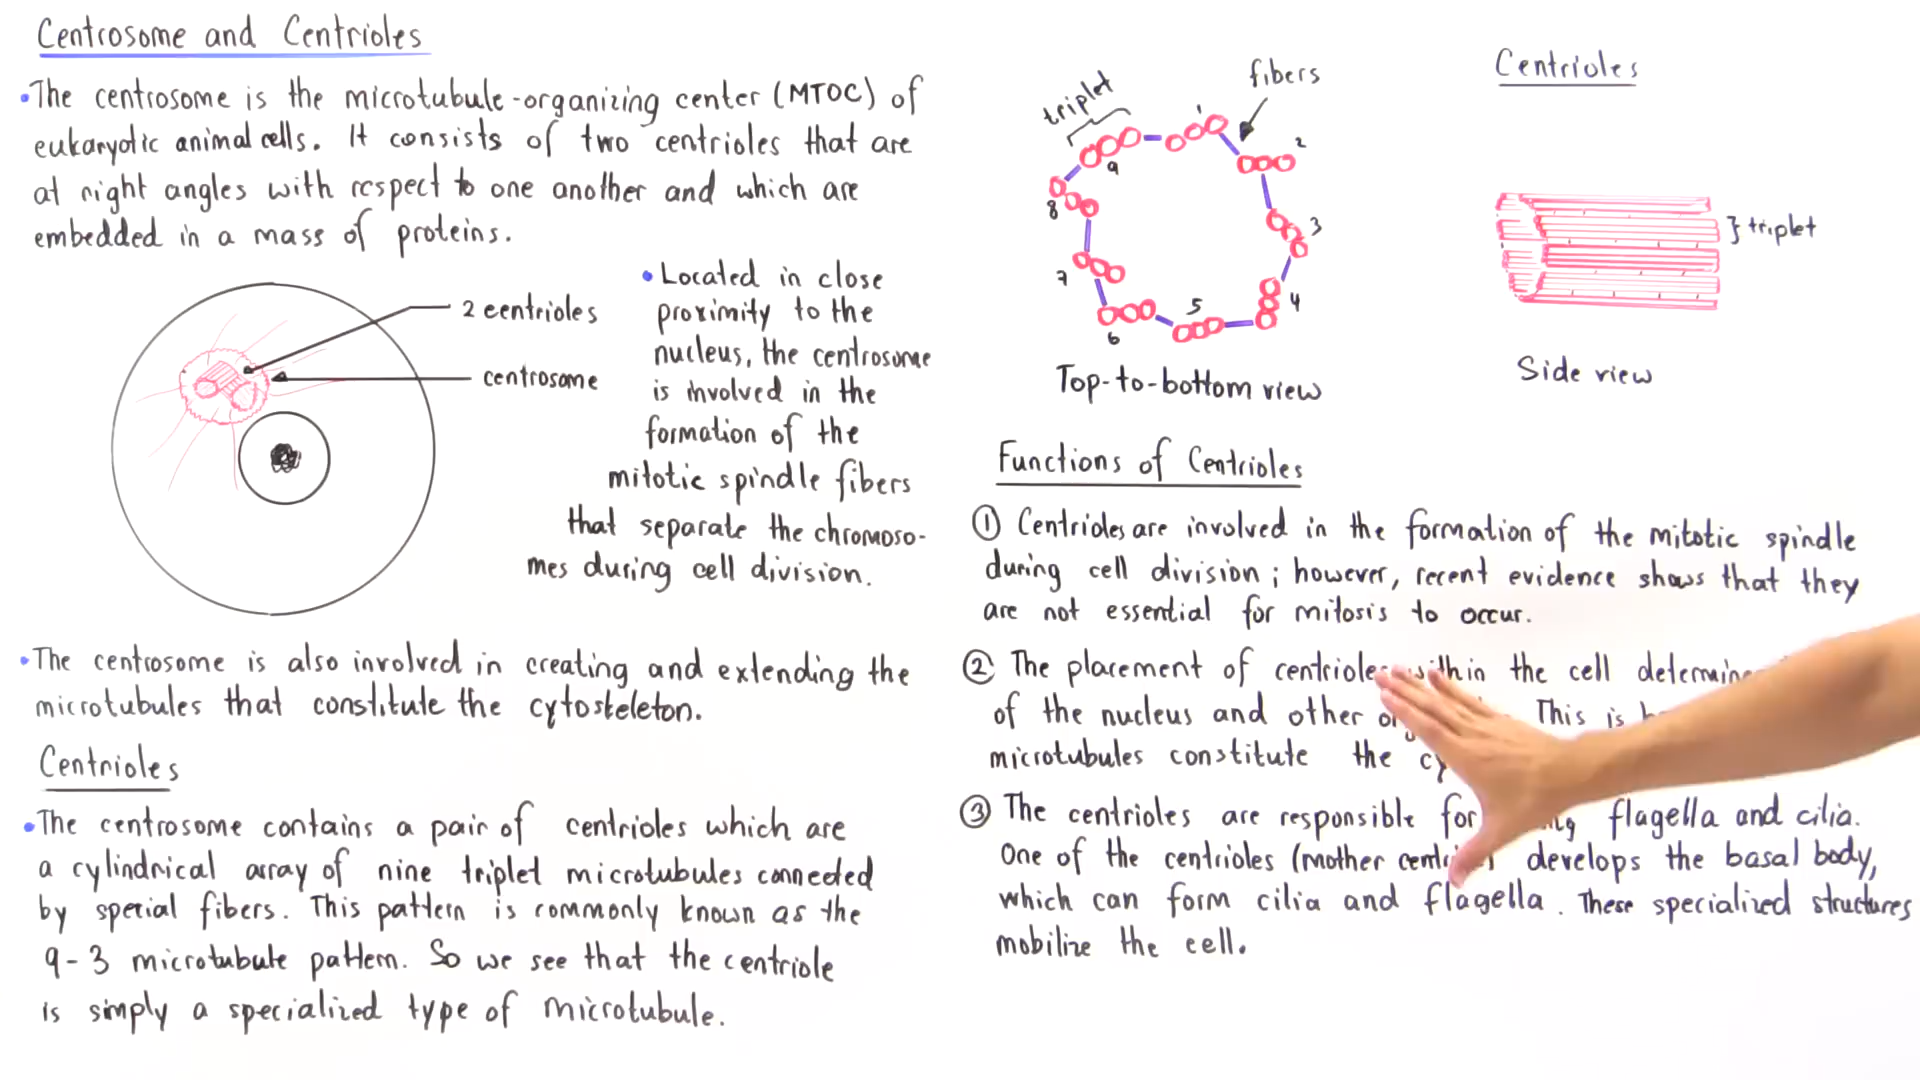 Centrosome and Centrioles
•The centrosome is the microtubule-organizing center (MTOC) of
eukaryotic animal cells. It consists of two centrioles that are
at right angles with respect to one another and which are
embedded in a mass of proteins.
2 centrioles
centrosome
•Located in close
proximity to the
nucleus, the centrosome
is involved in the
formation of the
mitotic spindle fibers
that separate the chromoso-
mes during cell division.
•The centrosome is also involved in creating and extending the
microtubules that constitute the cytoskeleton.
Centrioles
•The centrosome contains a pair of centrioles which are
a cylindrical array of nine triplet microtubules connected
by special fibers. This pattern is commonly known as the
9-3 microtubule pattern. So we see that the centriole
is simply a specialized type of microtubule.
triplet
fibers
1
2
3
4
5
6
7
8
9
Top-to-bottom view
Centrioles
} triplet
Side view
Functions of Centrioles
① Centrioles are involved in the formation of the mitotic spindle
during cell division; however, recent evidence shows that they
are not essential for mitosis to occur.
② The placement of centrioles within the cell
of the nucleus and other This is
microtubules constitute the
③ The centrioles are responsible for flagella and cilia.
One of the centrioles (mother develops the basal body,
which can form cilia and flagella. These specialized structures
mobilize the cell.